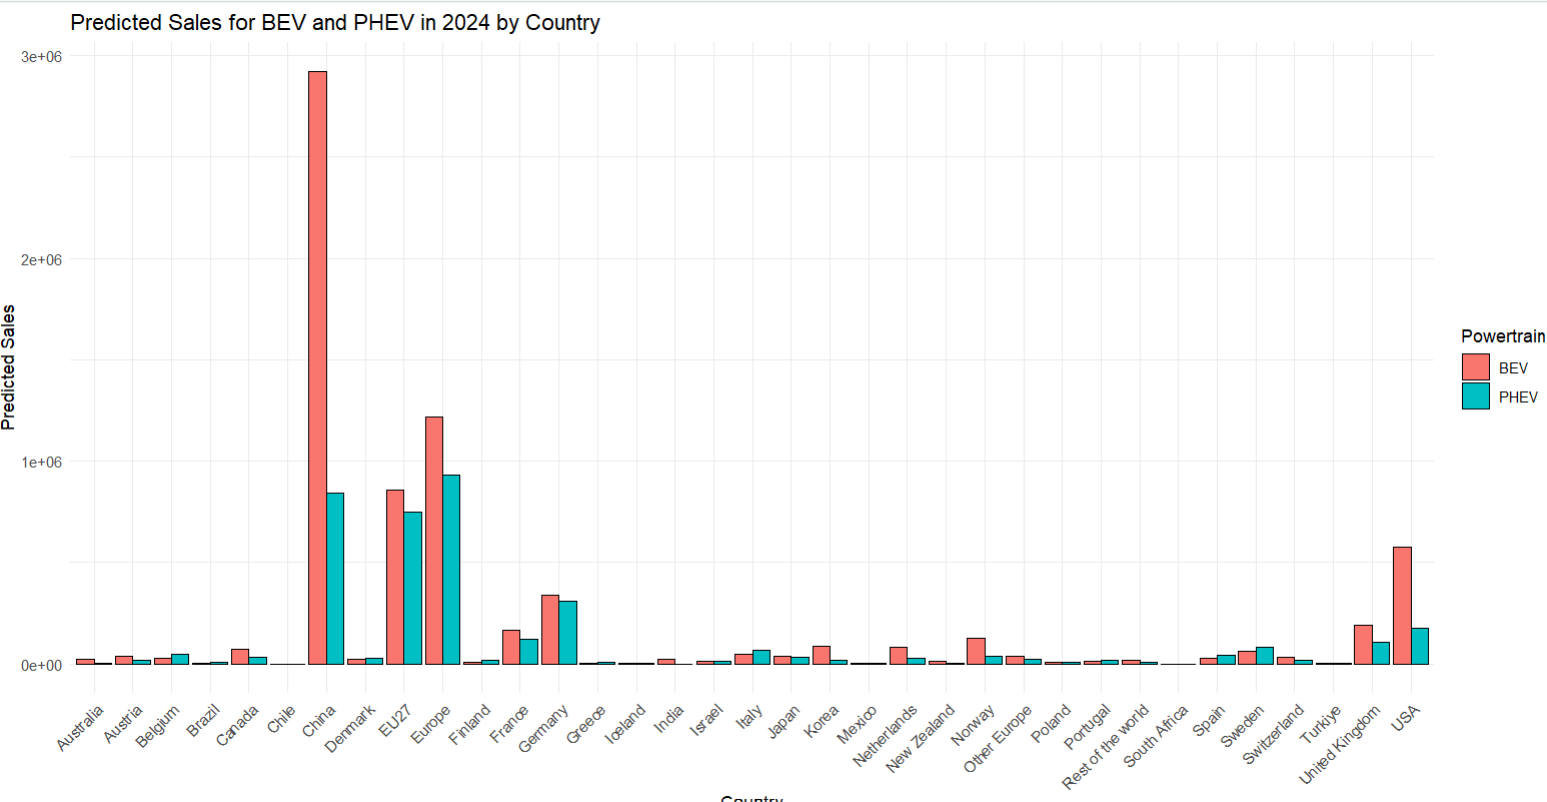 Predicted Sales for BEV and PHEV in 2024 by Country
3e+06
2e+06
1e+06
0e+00
Predicted Sales
Powertrain
BEV
PHEV
Australia
Austria
Belgium
Brazil
Canada
Chile
China
Denmark
EU27
Europe
Finland
France
Germany
Greece
Iceland
India
Israel
Italy
Japan
Korea
Mexico
Netherlands
New Zealand
Norway
Other Europe
Poland
Portugal
Rest of the world
South Africa
Spain
Sweden
Switzerland
Turkiye
United Kingdom
USA
Country